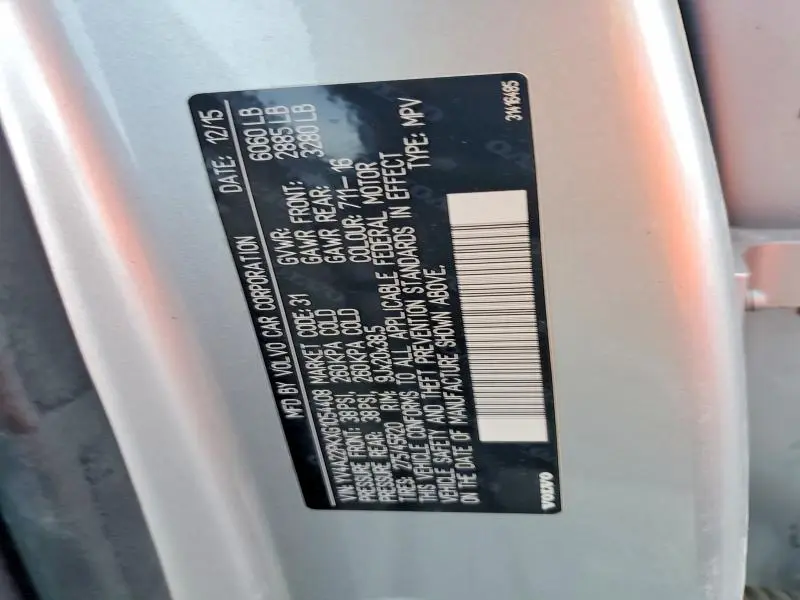 MFD BY VOLVO CAR CORPORATION DATE: 12/15
GVWR: 6060 LB
GAWR FRONT: 2885 LB
GAWR REAR: 3280 LB
VIN: YV4A22PKXG1054408 MARKET CODE: 31 COLOUR: 711-16
PRESSURE FRONT: 38PSI, 260KPA COLD
PRESSURE REAR: 38PSI, 260KPA COLD
TIRES: 275/45R20 RIM: 9Jx20x38.5
THIS VEHICLE CONFORMS TO ALL APPLICABLE FEDERAL MOTOR
VEHICLE SAFETY AND THEFT PREVENTION STANDARDS IN EFFECT
ON THE DATE OF MANUFACTURE SHOWN ABOVE. TYPE: MPV
VOLVO 31416485